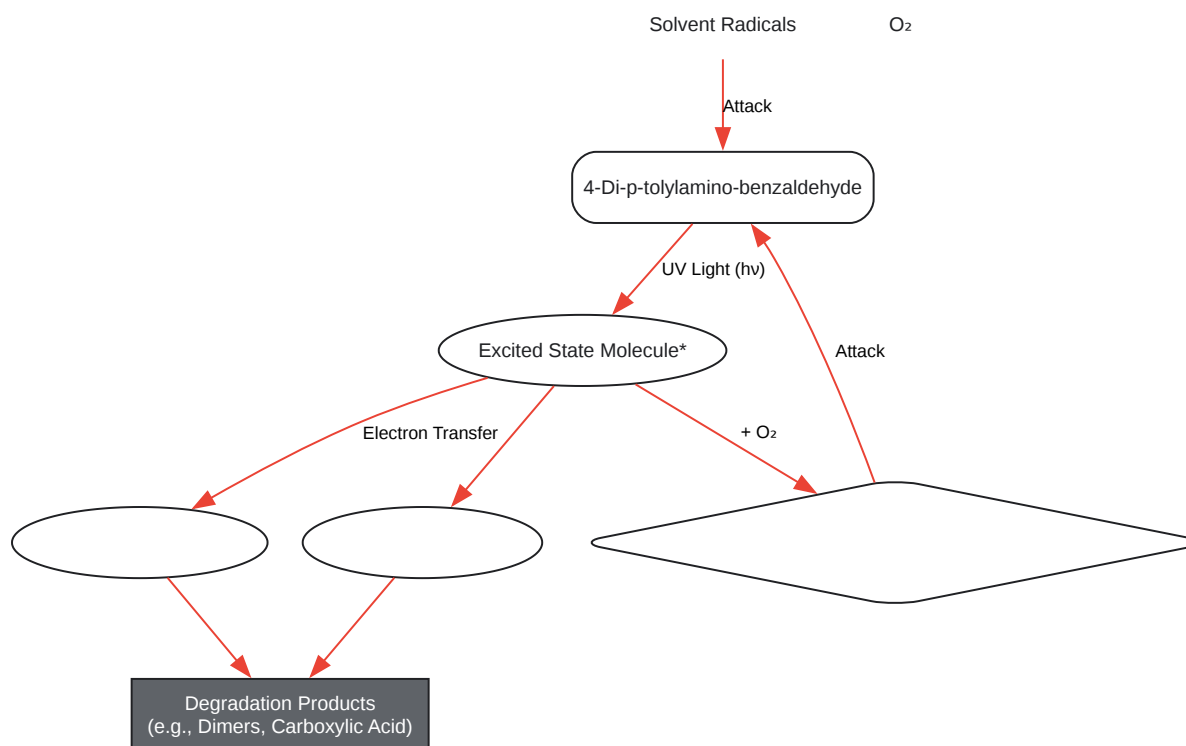 Solvent Radicals
O₂
Attack
4-Di-p-tolylamino-benzaldehyde
UV Light (hν)
Excited State Molecule*
Attack
Electron Transfer
+ O₂
Degradation Products
(e.g., Dimers, Carboxylic Acid)